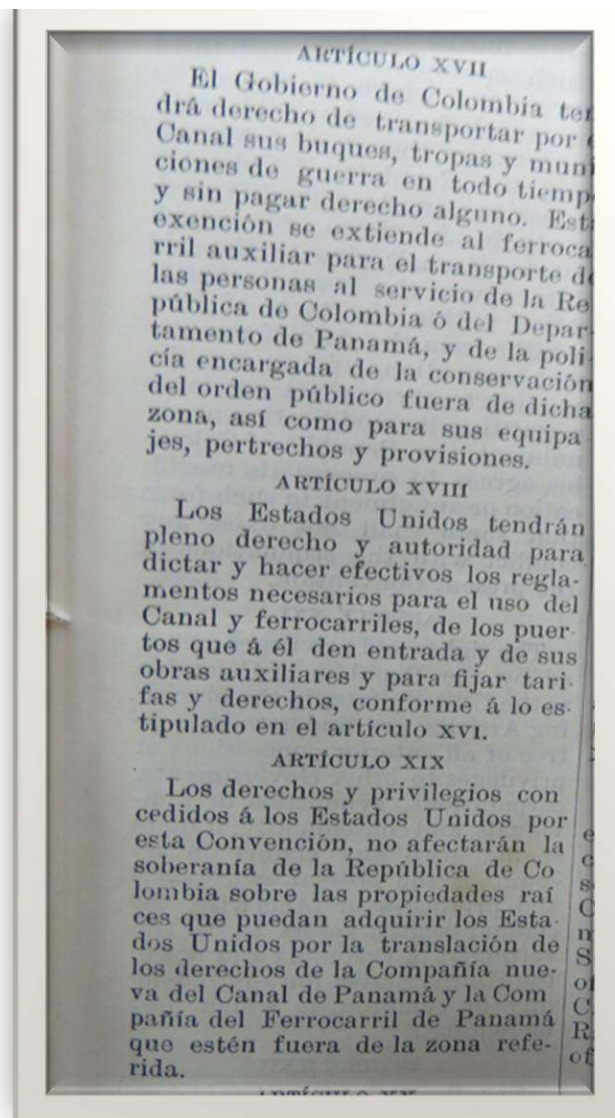 ARTÍCULO XVII
El Gobierno de Colombia ten
drá derecho de transportar por e
Canal sus buques, tropas y muni
ciones de guerra en todo tiemp
y sin pagar derecho alguno. Esta
exención se extiende al ferroca
rril auxiliar para el transporte de
las personas al servicio de la Re
pública de Colombia ó del Depar-
tamento de Panamá, y de la poli
cía encargada de la conservación
del orden público fuera de dicha
zona, así como para sus equipa
jes, pertrechos y provisiones.
ARTÍCULO XVIII
Los Estados Unidos tendrán
pleno derecho y autoridad para
dictar y hacer efectivos los regla-
mentos necesarios para el uso del
Canal y ferrocarriles, de los puer-
tos que á él den entrada y de sus
obras auxiliares y para fijar tari-
fas y derechos, conforme á lo es-
tipulado en el artículo XVI.
ARTÍCULO XIX
Los derechos y privilegios con
cedidos á los Estados Unidos por
esta Convención, no afectarán la
soberanía de la República de Co
lombia sobre las propiedades raí
ces que puedan adquirir los Esta-
dos Unidos por la translación de
los derechos de la Compañía nue-
va del Canal de Panamá y la Com
pañía del Ferrocarril de Panamá
que estén fuera de la zona refe-
rida.